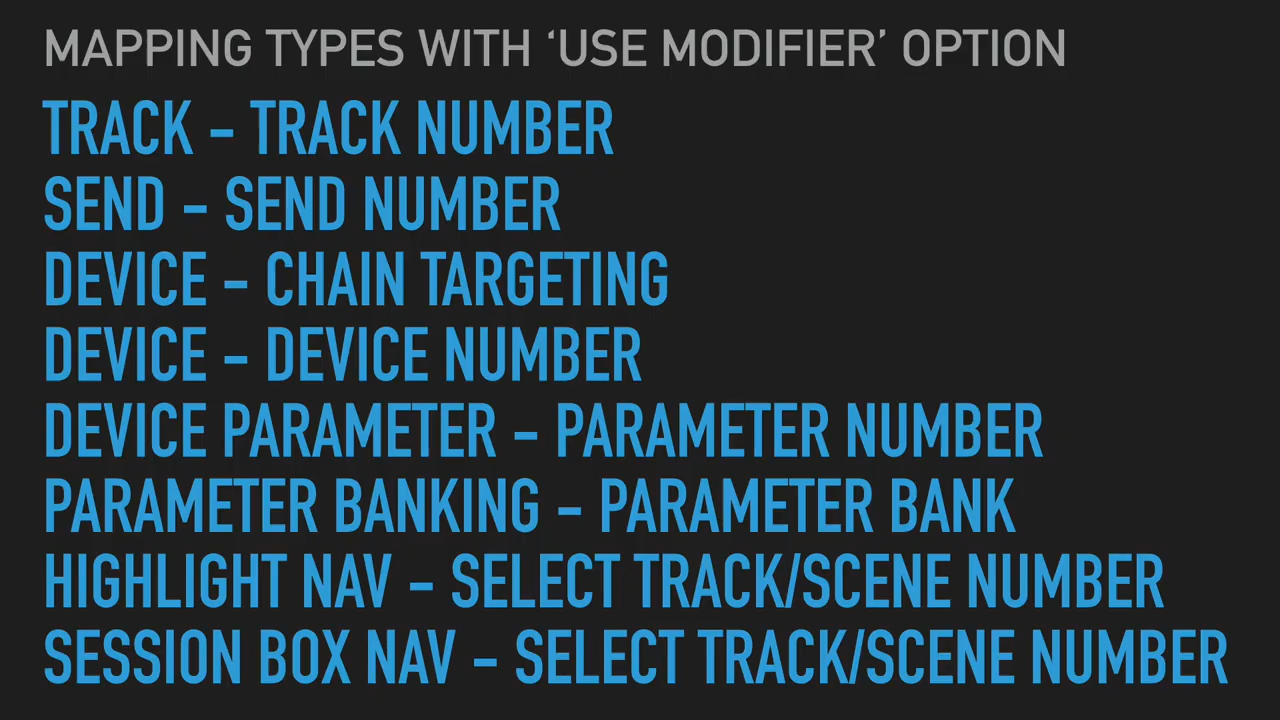 MAPPING TYPES WITH ‘USE MODIFIER’ OPTION
TRACK – TRACK NUMBER
SEND – SEND NUMBER
DEVICE – CHAIN TARGETING
DEVICE – DEVICE NUMBER
DEVICE PARAMETER – PARAMETER NUMBER
PARAMETER BANKING – PARAMETER BANK
HIGHLIGHT NAV – SELECT TRACK/SCENE NUMBER
SESSION BOX NAV – SELECT TRACK/SCENE NUMBER